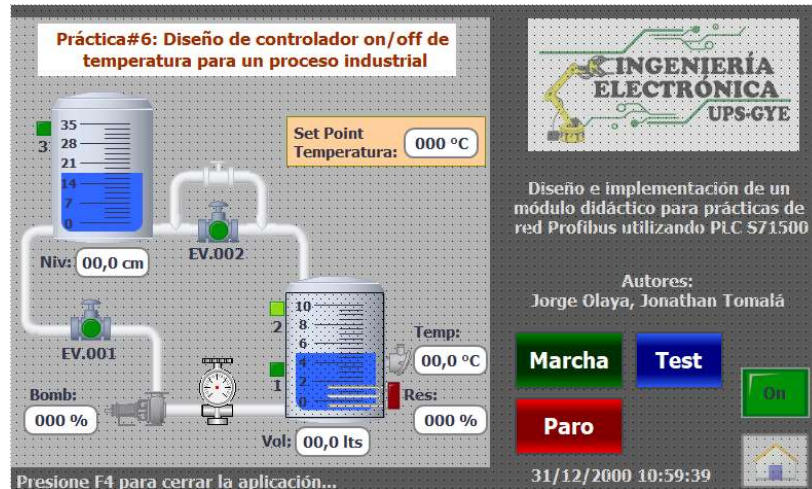 Práctica#6: Diseño de controlador on/off de
temperatura para un proceso industrial
INGENIERÍA
ELECTRÓNICA
UPS-GYE
35
28
21
14
7
0
3
Set Point
Temperatura:
000 ºC
Diseño e implementación de un
módulo didáctico para prácticas de
red Profibus utilizando PLC S71500
Niv: 00,0 cm
EV.002
Autores:
Jorge Olaya, Jonathan Tomalá
10
8
6
4
2
0
2
1
EV.001
Temp:
00,0 ºC
Marcha
Test
On
Bomb:
000 %
Res:
000 %
Paro
Vol: 00,0 lts
31/12/2000 10:59:39
Presione F4 para cerrar la aplicación...